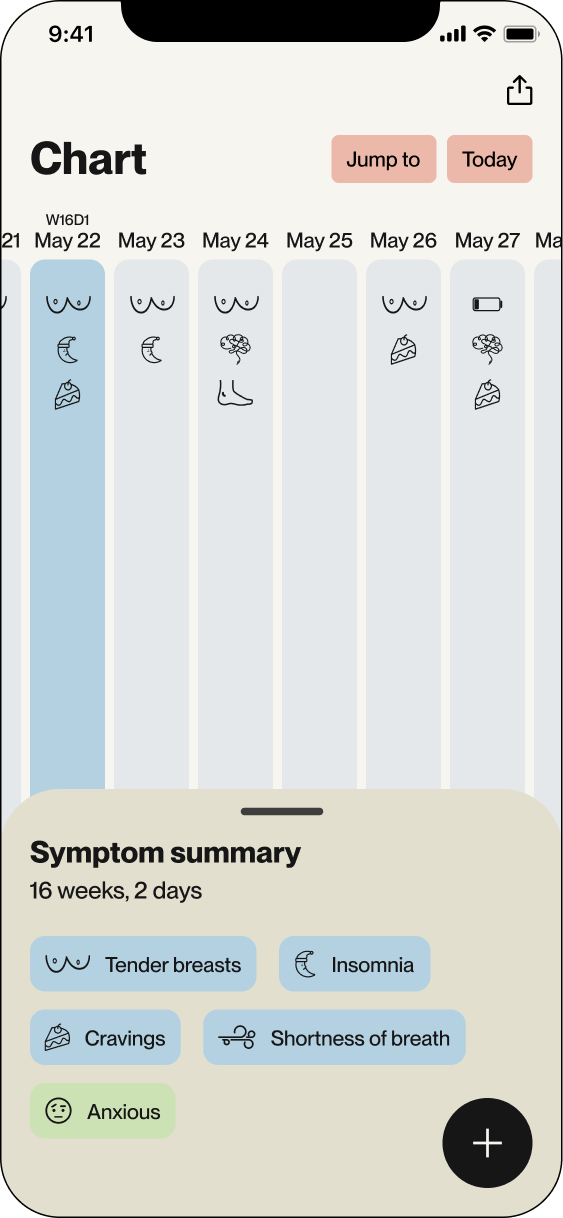 9:41
Chart
Jump to
Today
W16D1
21 May 22 May 23 May 24 May 25 May 26 May 27 Ma
Symptom summary
16 weeks, 2 days
Tender breasts
Insomnia
Cravings
Shortness of breath
Anxious